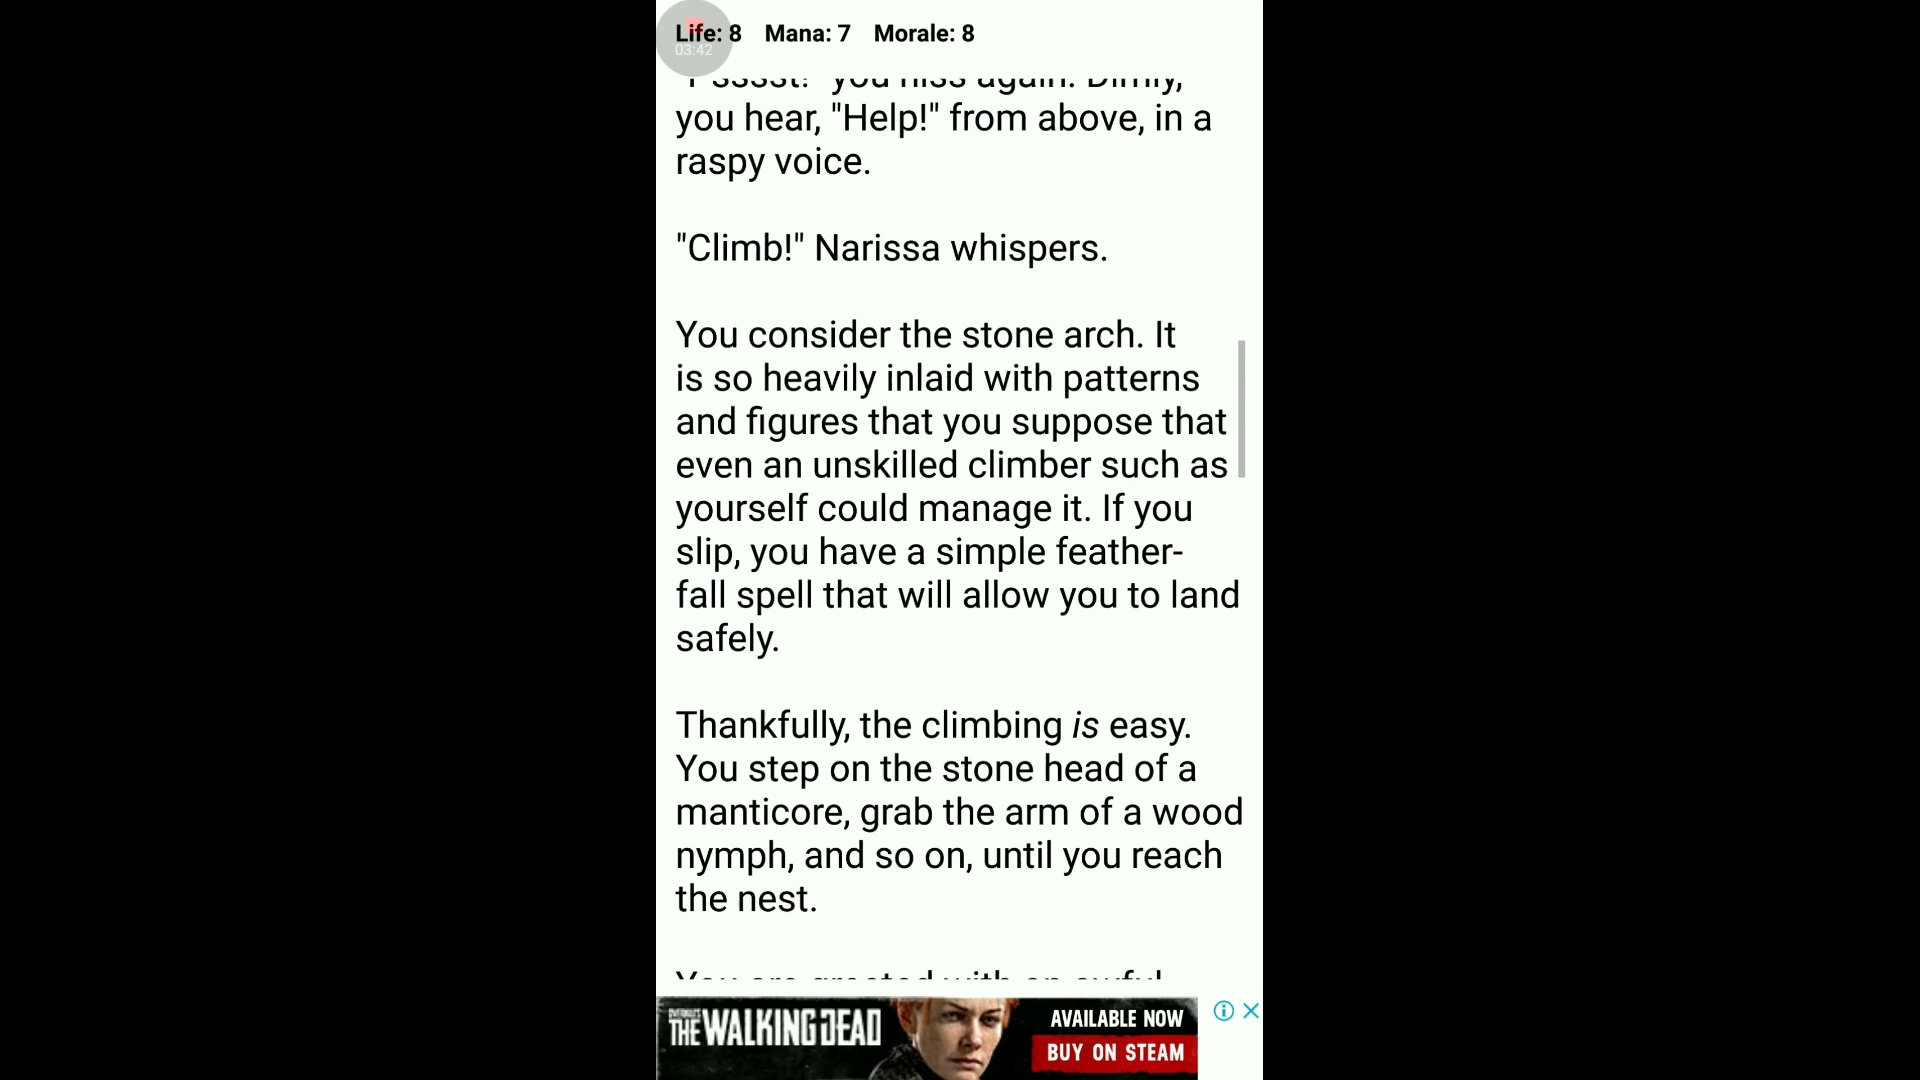 Life: 8 Mana: 7 Morale: 8
03:42
you hiss again. Dimly,
you hear, "Help!" from above, in a
raspy voice.
"Climb!" Narissa whispers.
You consider the stone arch. It
is so heavily inlaid with patterns
and figures that you suppose that
even an unskilled climber such as
yourself could manage it. If you
slip, you have a simple feather-
fall spell that will allow you to land
safely.
Thankfully, the climbing is easy.
You step on the stone head of a
manticore, grab the arm of a wood
nymph, and so on, until you reach
the nest.
You are greeted with an awful
OVERKILL'S
THE WALKING DEAD
AVAILABLE NOW
BUY ON STEAM